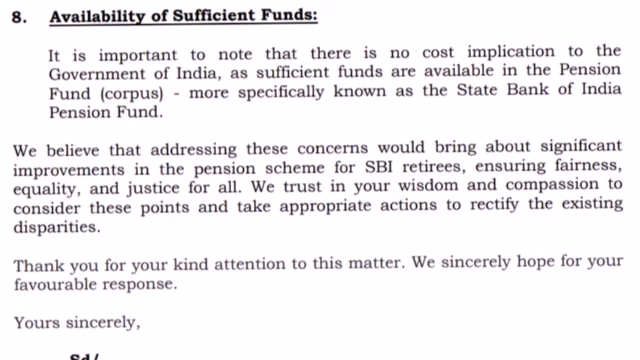 8. Availability of Sufficient Funds:
It is important to note that there is no cost implication to the
Government of India, as sufficient funds are available in the Pension
Fund (corpus) - more specifically known as the State Bank of India
Pension Fund.
We believe that addressing these concerns would bring about significant
improvements in the pension scheme for SBI retirees, ensuring fairness,
equality, and justice for all. We trust in your wisdom and compassion to
consider these points and take appropriate actions to rectify the existing
disparities.
Thank you for your kind attention to this matter. We sincerely hope for your
favourable response.
Yours sincerely,
Sd/